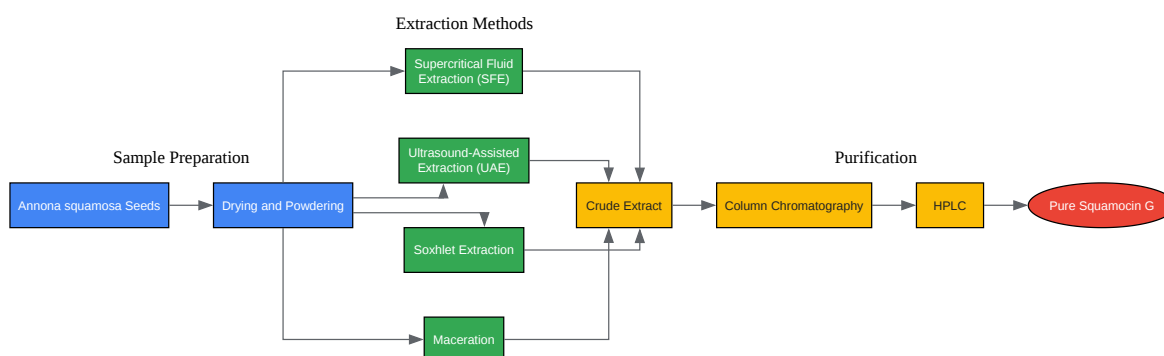 Extraction Methods
Supercritical Fluid
Extraction (SFE)
Ultrasound-Assisted
Extraction (UAE)
Sample Preparation
Purification
Annona squamosa Seeds
Drying and Powdering
Crude Extract
Column Chromatography
HPLC
Pure Squamocin G
Soxhlet Extraction
Maceration